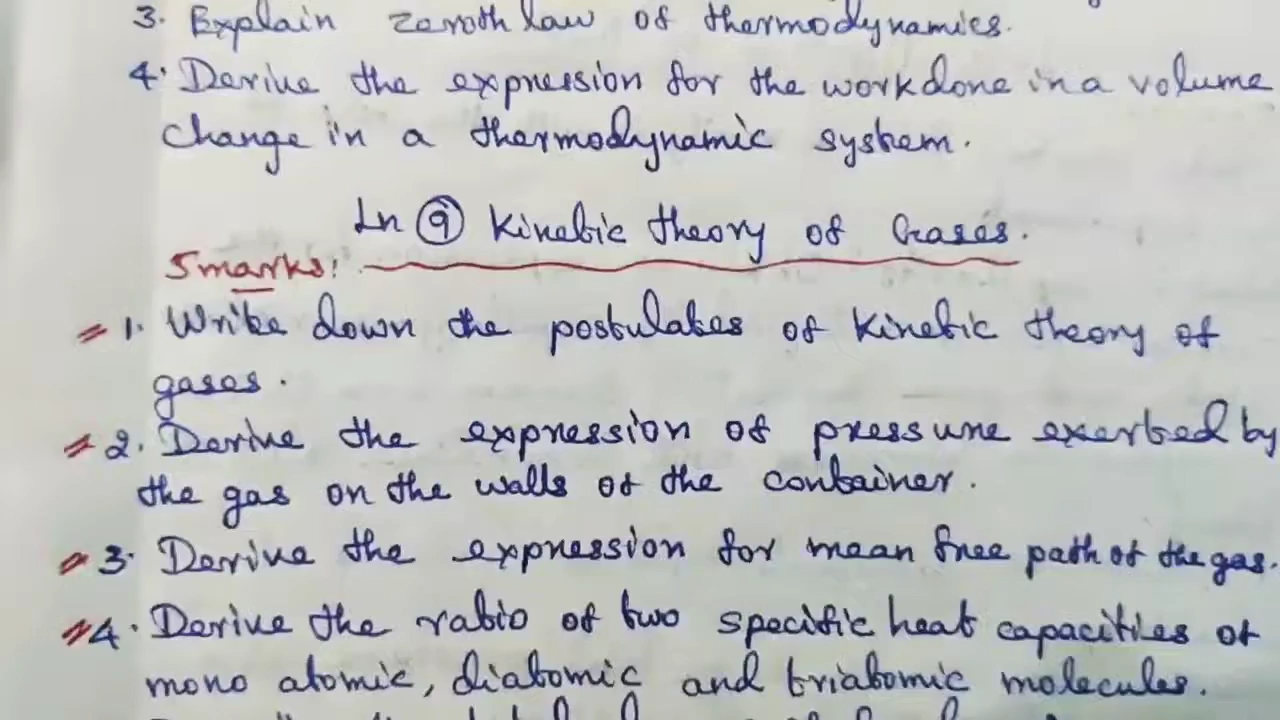 3. Explain zeroth law of thermodynamics.
4. Derive the expression for the workdone in a volume
change in a thermodynamic system.
Ln 9 Kinetic theory of Gases.
5marks:
1. Write down the postulates of Kinetic theory of
gases.
2. Derive the expression of pressure exerted by
the gas on the walls of the container.
3. Derive the expression for mean free path of the gas.
4. Derive the ratio of two specific heat capacities of
mono atomic, diatomic and triatomic molecules.